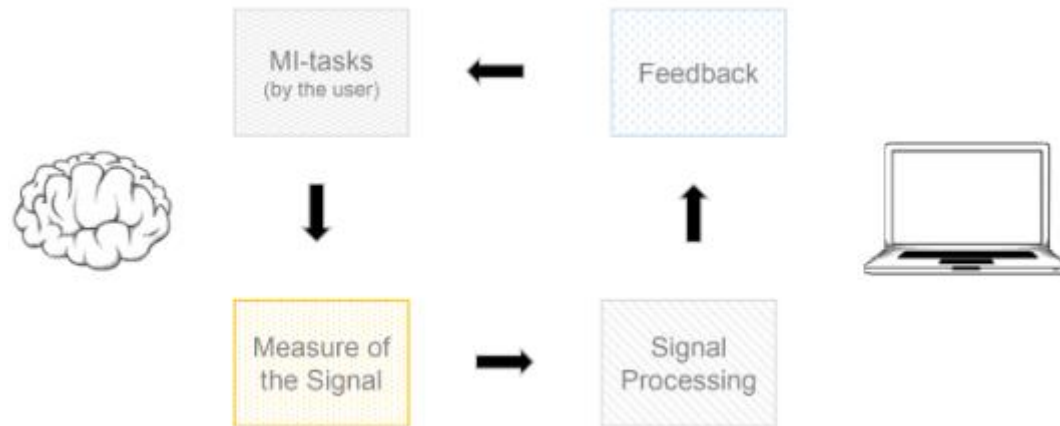 MI-tasks
(by the user)
Feedback
Measure of
the Signal
Signal
Processing